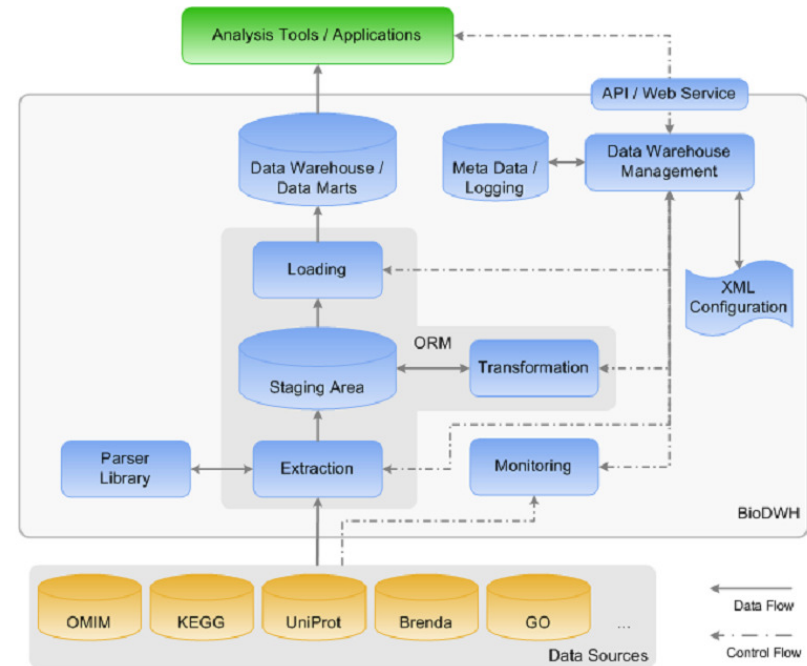 Analysis Tools / Applications
API / Web Service
Data Warehouse /
Data Marts
Meta Data /
Logging
Data Warehouse
Management
Loading
XML
Configuration
ORM
Staging Area
Transformation
Parser
Library
Extraction
Monitoring
BioDWH
OMIM
KEGG
UniProt
Brenda
GO
...
Data Sources
Data Flow
Control Flow